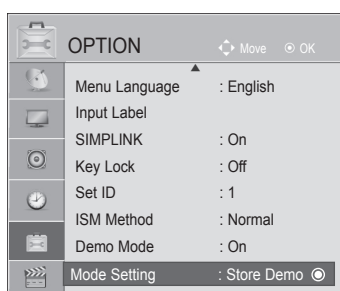 OPTION Move OK
Menu Language : English
Input Label
SIMPLINK : On
Key Lock : Off
Set ID : 1
ISM Method : Normal
Demo Mode : On
Mode Setting : Store Demo